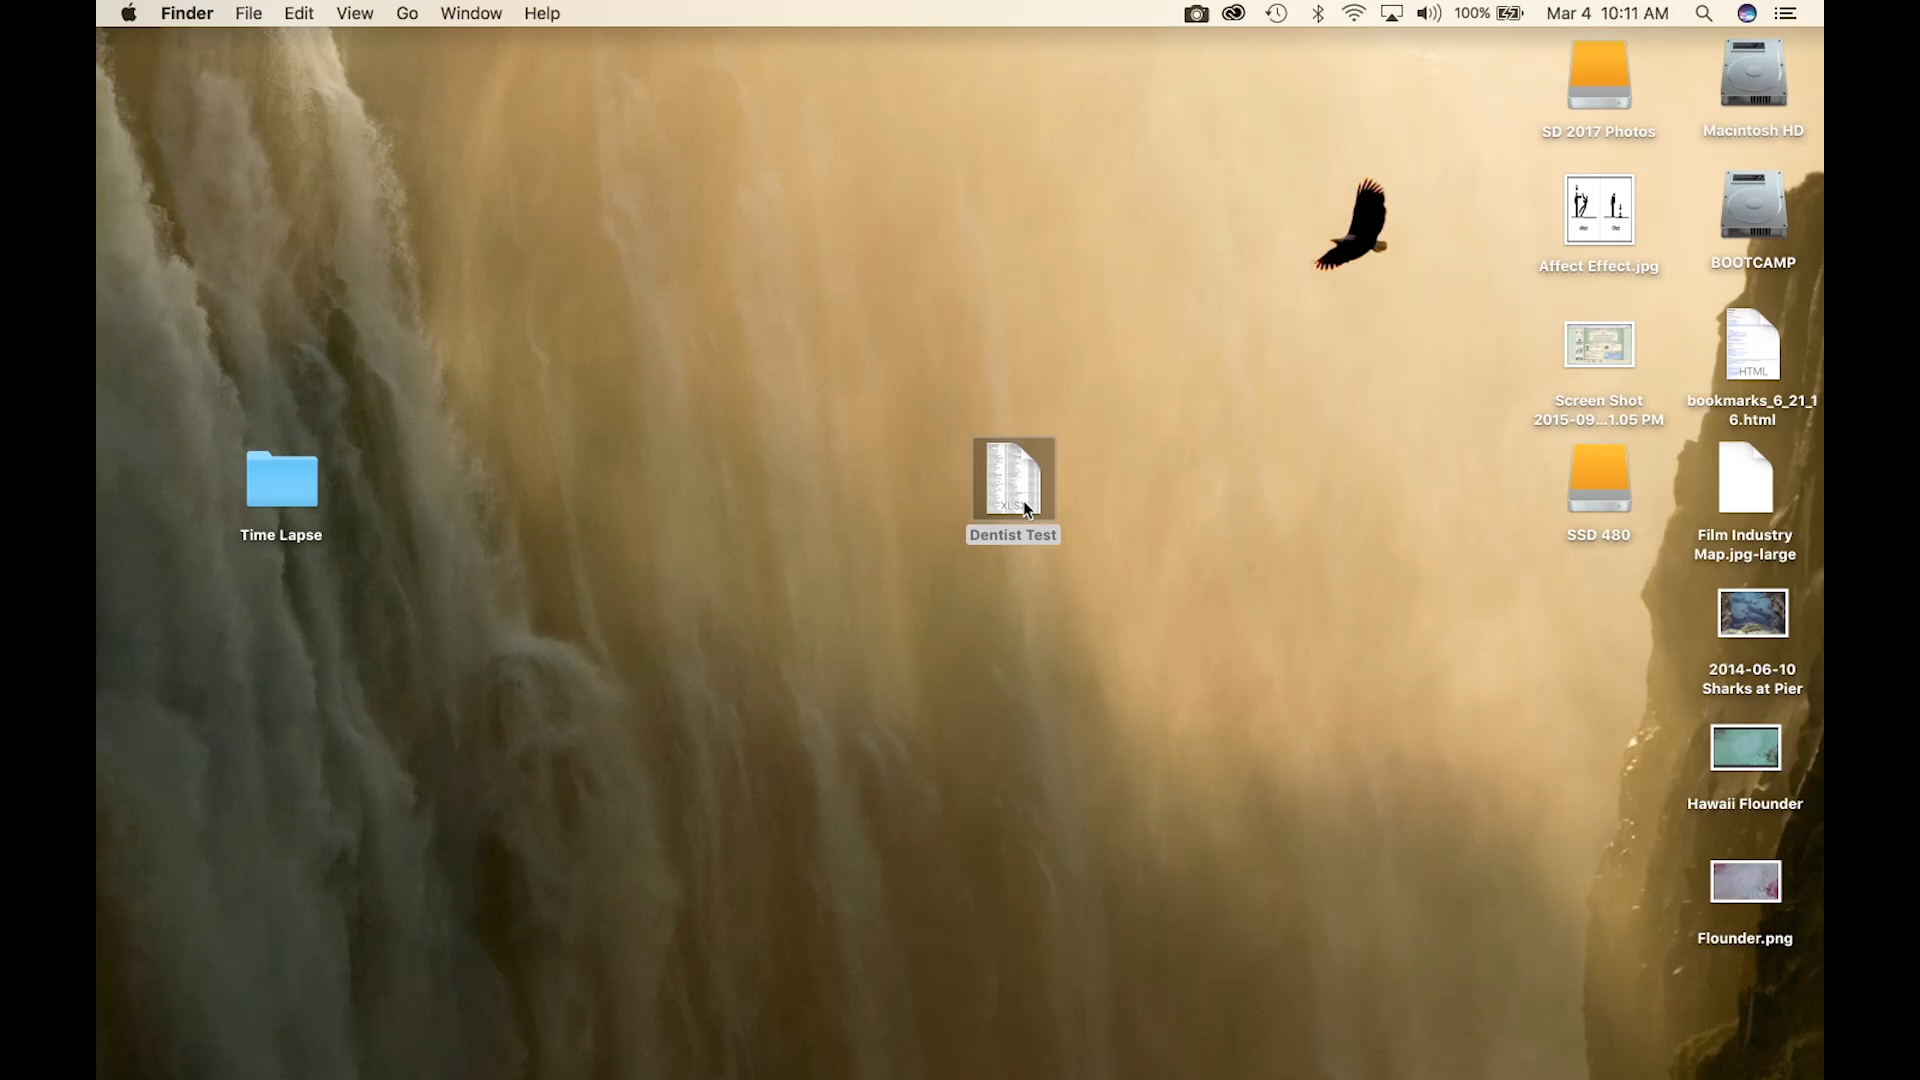 Finder File Edit View Go Window Help 100% Mar 4 10:11 AM
SD 2017 Photos
Macintosh HD
Affect Effect.jpg
BOOTCAMP
HTML
Screen Shot
2015-09...1.05 PM
bookmarks_6_21_1
6.html
Time Lapse
Dentist Test
SSD 480
Film Industry
Map.jpg-large
2014-06-10
Sharks at Pier
Hawaii Flounder
Flounder.png